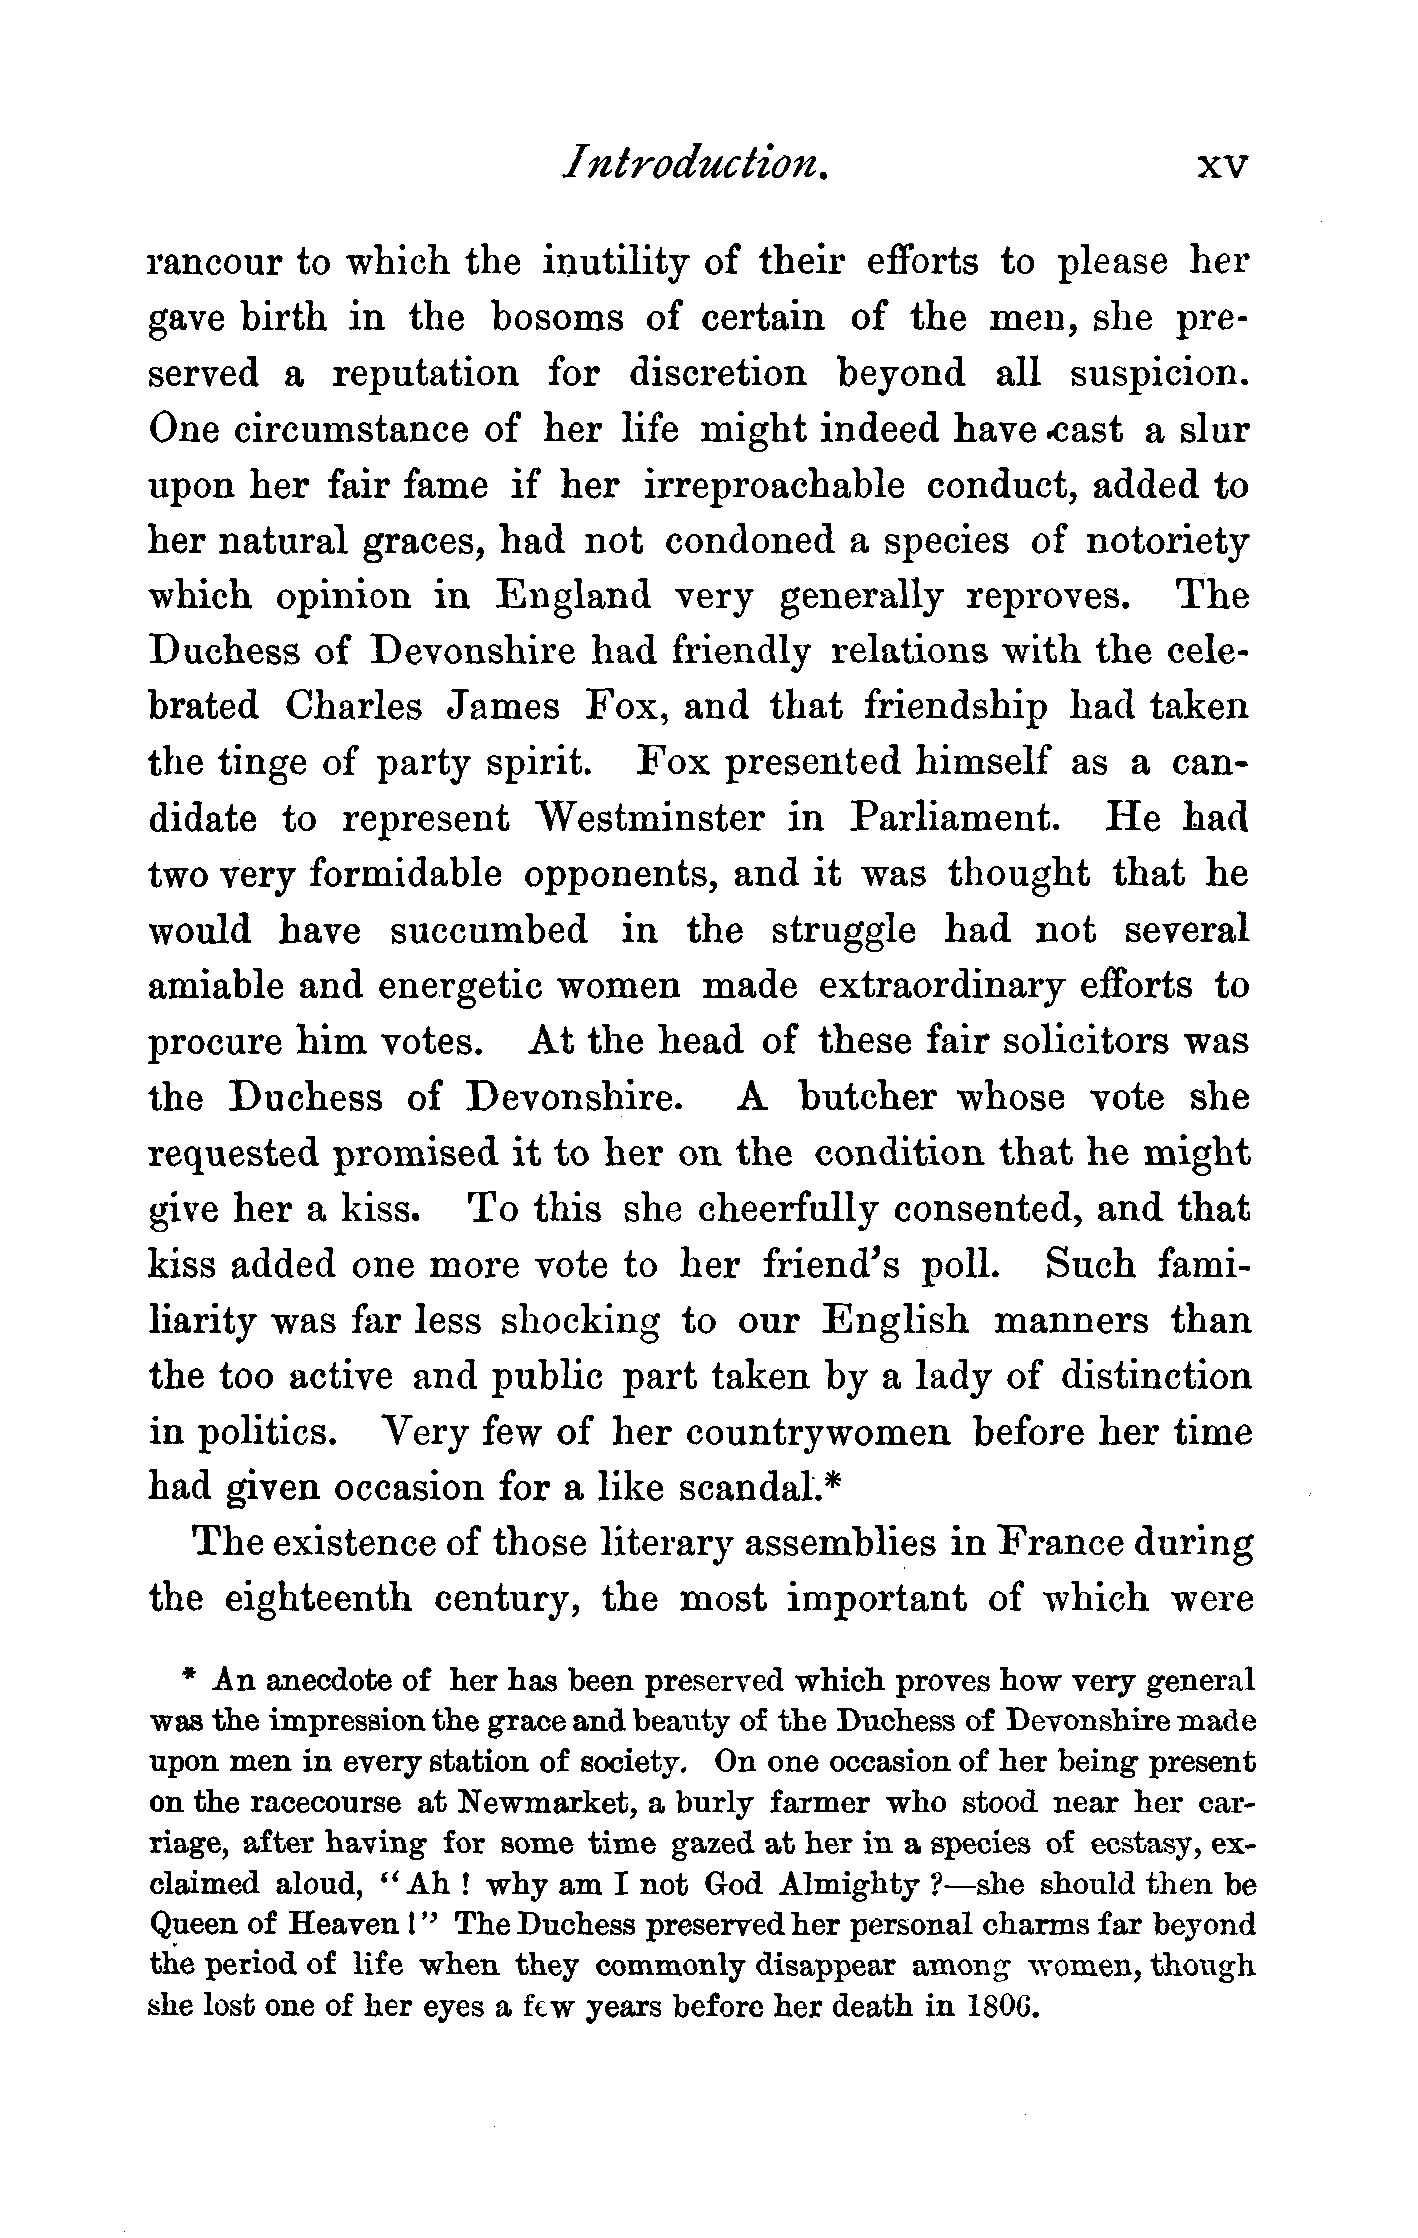 Introduction. xv
rancour to which the inutility of their efforts to please her
gave birth in the bosoms of certain of the men, she pre-
served a reputation for discretion beyond all suspicion.
One circumstance of her life might indeed have cast a slur
upon her fair fame if her irreproachable conduct, added to
her natural graces, had not condoned a species of notoriety
which opinion in England very generally reproves. The
Duchess of Devonshire had friendly relations with the cele-
brated Charles James Fox, and that friendship had taken
the tinge of party spirit. Fox presented himself as a can-
didate to represent Westminster in Parliament. He had
two very formidable opponents, and it was thought that he
would have succumbed in the struggle had not several
amiable and energetic women made extraordinary efforts to
procure him votes. At the head of these fair solicitors was
the Duchess of Devonshire. A butcher whose vote she
requested promised it to her on the condition that he might
give her a kiss. To this she cheerfully consented, and that
kiss added one more vote to her friend's poll. Such fami-
liarity was far less shocking to our English manners than
the too active and public part taken by a lady of distinction
in politics. Very few of her countrywomen before her time
had given occasion for a like scandal.*
The existence of those literary assemblies in France during
the eighteenth century, the most important of which were
* An anecdote of her has been preserved which proves how very general
was the impression the grace and beauty of the Duchess of Devonshire made
upon men in every station of society. On one occasion of her being present
on the racecourse at Newmarket, a burly farmer who stood near her car-
riage, after having for some time gazed at her in a species of ecstasy, ex-
claimed aloud, "Ah ! why am I not God Almighty ?—she should then be
Queen of Heaven !" The Duchess preserved her personal charms far beyond
the period of life when they commonly disappear among women, though
she lost one of her eyes a few years before her death in 1806.